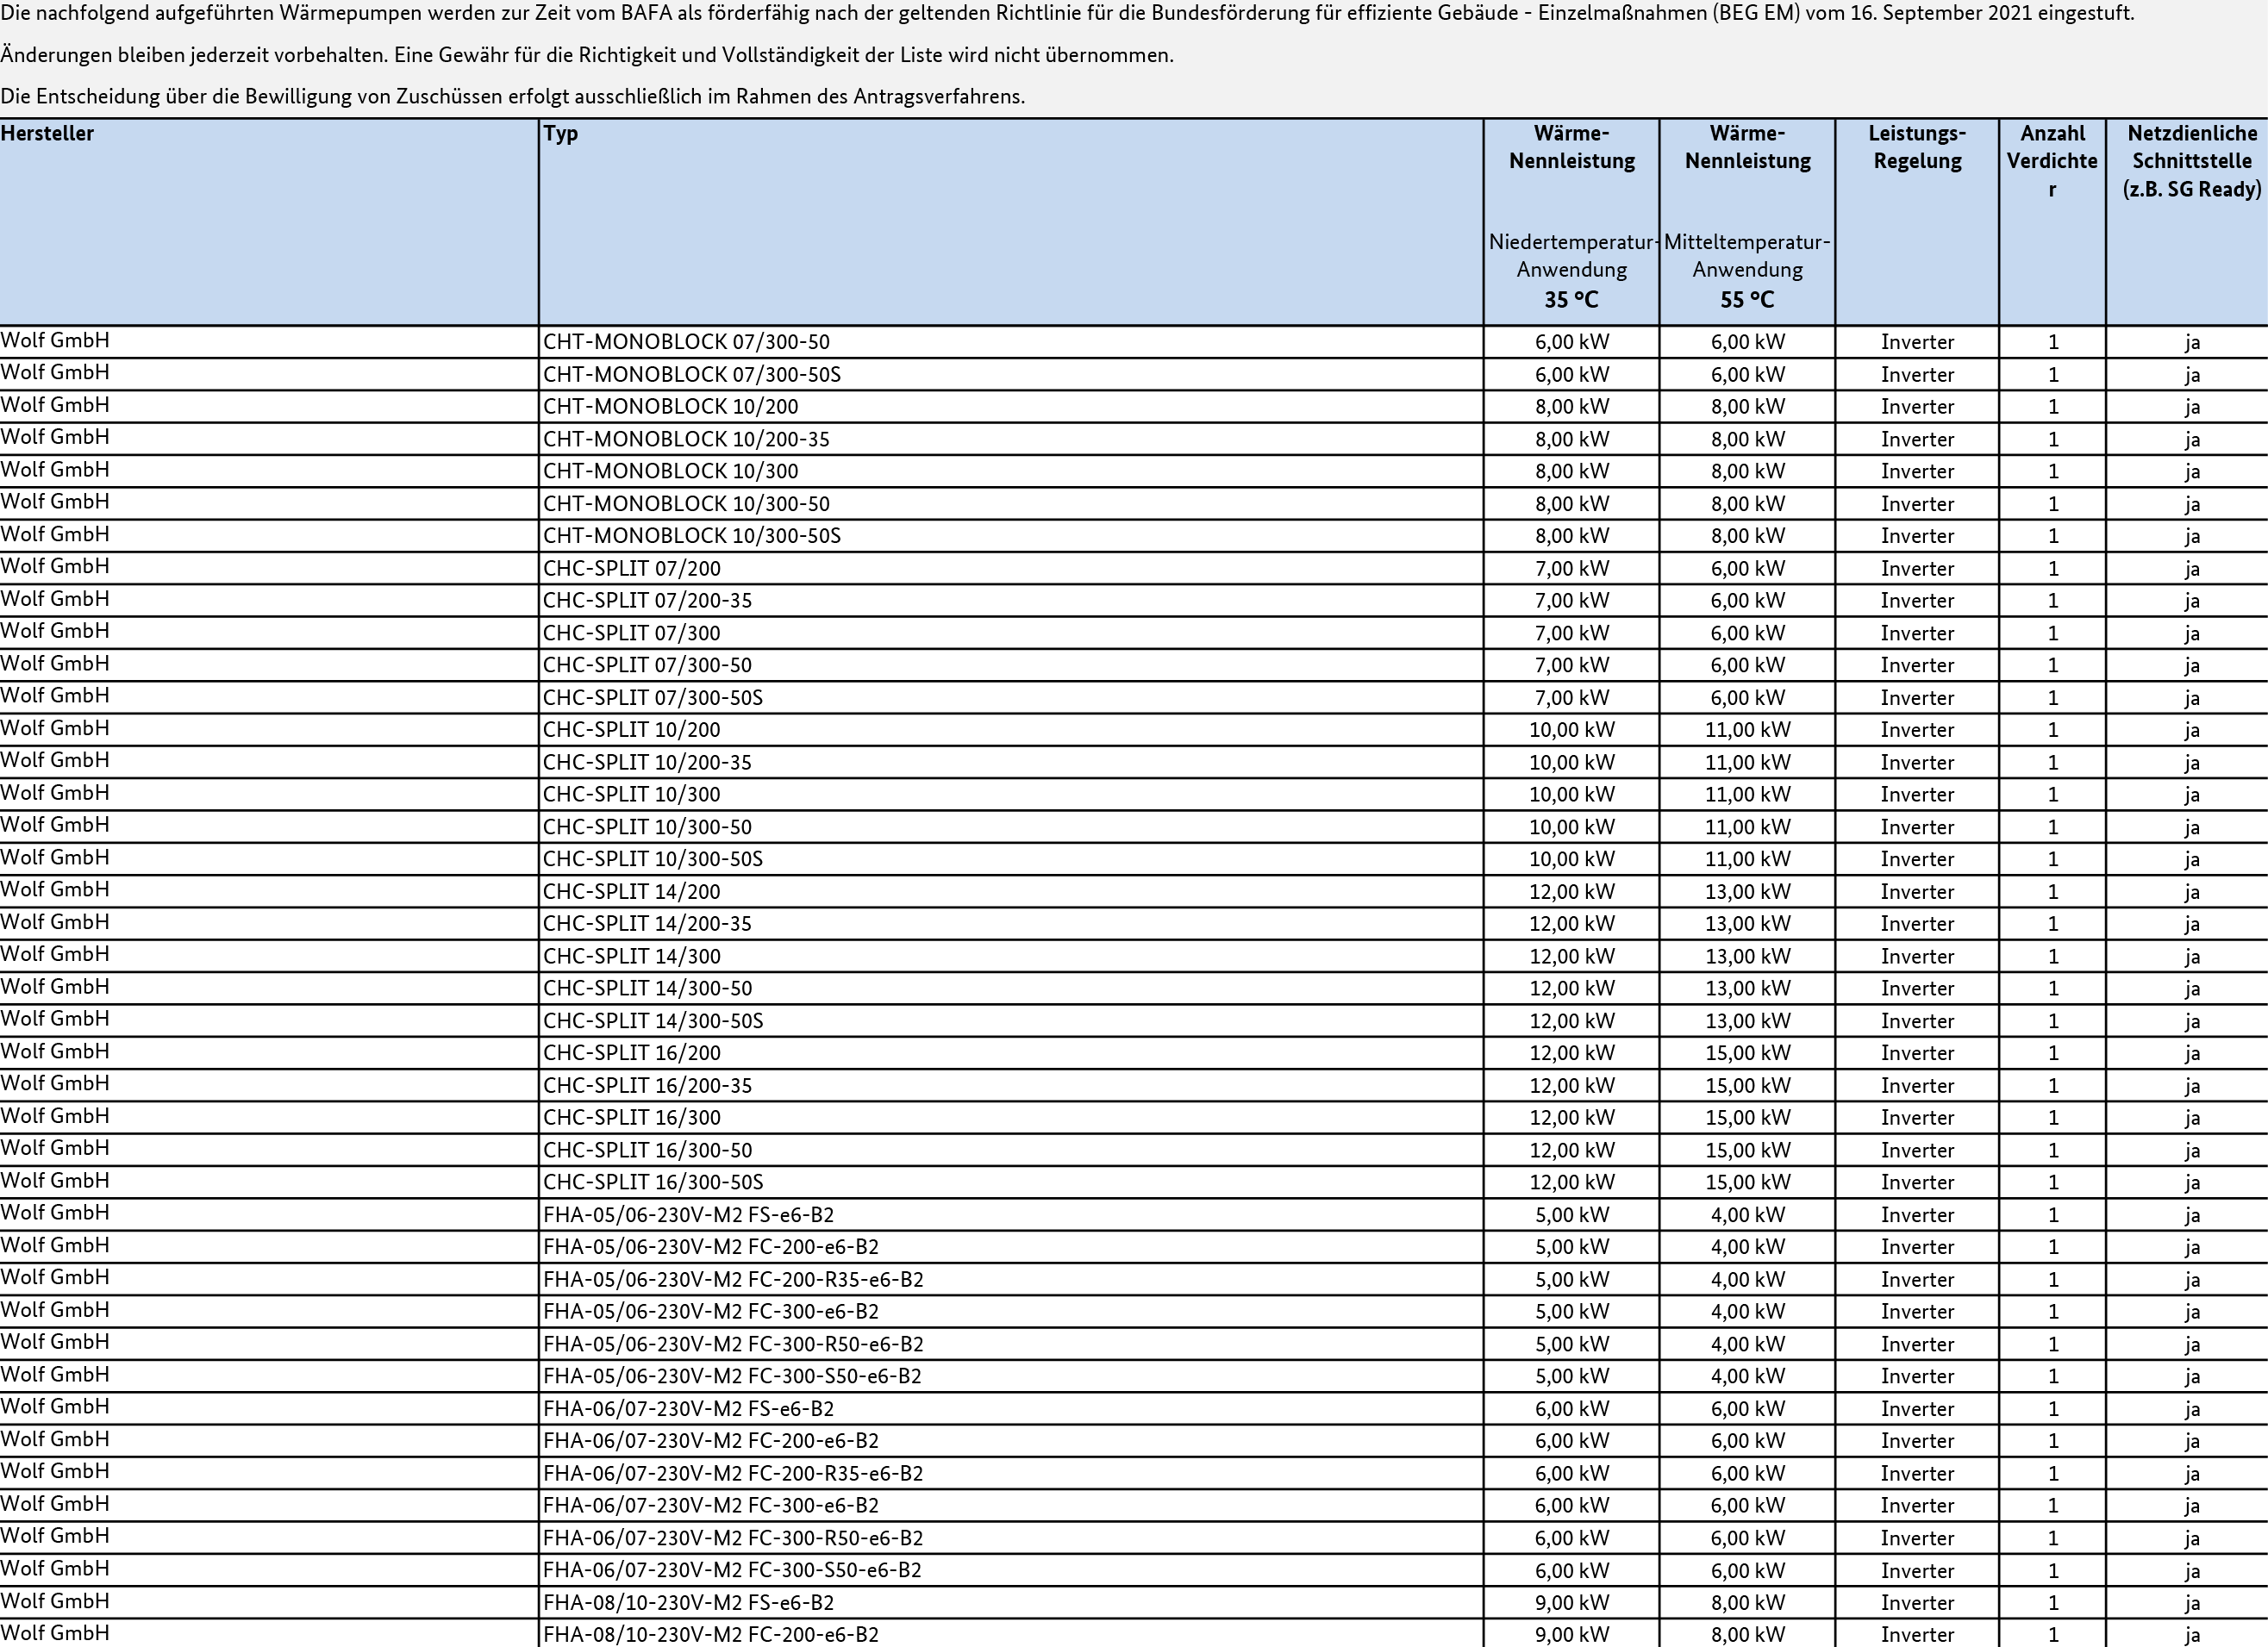 Die nachfolgend aufgeführten Wärmepumpen werden zur Zeit vom BAFA als förderfähig nach der geltenden Richtlinie für die Bundesförderung für effiziente Gebäude - Einzelmaßnahmen (BEG EM) vom 16. September 2021 eingestuft.
Änderungen bleiben jederzeit vorbehalten. Eine Gewähr für die Richtigkeit und Vollständigkeit der Liste wird nicht übernommen.
Die Entscheidung über die Bewilligung von Zuschüssen erfolgt ausschließlich im Rahmen des Antragsverfahrens.
Hersteller Typ Wärme- Wärme- Leistungs- Anzahl Netzdienliche
Nennleistung Nennleistung Regelung Verdichte Schnittstelle
r (z.B. SG Ready)
Niedertemperatur- Mitteltemperatur-
Anwendung Anwendung
35 °C 55 °C
Wolf GmbH CHT-MONOBLOCK 07/300-50 6,00 kW 6,00 kW Inverter 1 ja
Wolf GmbH CHT-MONOBLOCK 07/300-50S 6,00 kW 6,00 kW Inverter 1 ja
Wolf GmbH CHT-MONOBLOCK 10/200 8,00 kW 8,00 kW Inverter 1 ja
Wolf GmbH CHT-MONOBLOCK 10/200-35 8,00 kW 8,00 kW Inverter 1 ja
Wolf GmbH CHT-MONOBLOCK 10/300 8,00 kW 8,00 kW Inverter 1 ja
Wolf GmbH CHT-MONOBLOCK 10/300-50 8,00 kW 8,00 kW Inverter 1 ja
Wolf GmbH CHT-MONOBLOCK 10/300-50S 8,00 kW 8,00 kW Inverter 1 ja
Wolf GmbH CHC-SPLIT 07/200 7,00 kW 6,00 kW Inverter 1 ja
Wolf GmbH CHC-SPLIT 07/200-35 7,00 kW 6,00 kW Inverter 1 ja
Wolf GmbH CHC-SPLIT 07/300 7,00 kW 6,00 kW Inverter 1 ja
Wolf GmbH CHC-SPLIT 07/300-50 7,00 kW 6,00 kW Inverter 1 ja
Wolf GmbH CHC-SPLIT 07/300-50S 7,00 kW 6,00 kW Inverter 1 ja
Wolf GmbH CHC-SPLIT 10/200 10,00 kW 11,00 kW Inverter 1 ja
Wolf GmbH CHC-SPLIT 10/200-35 10,00 kW 11,00 kW Inverter 1 ja
Wolf GmbH CHC-SPLIT 10/300 10,00 kW 11,00 kW Inverter 1 ja
Wolf GmbH CHC-SPLIT 10/300-50 10,00 kW 11,00 kW Inverter 1 ja
Wolf GmbH CHC-SPLIT 10/300-50S 10,00 kW 11,00 kW Inverter 1 ja
Wolf GmbH CHC-SPLIT 14/200 12,00 kW 13,00 kW Inverter 1 ja
Wolf GmbH CHC-SPLIT 14/200-35 12,00 kW 13,00 kW Inverter 1 ja
Wolf GmbH CHC-SPLIT 14/300 12,00 kW 13,00 kW Inverter 1 ja
Wolf GmbH CHC-SPLIT 14/300-50 12,00 kW 13,00 kW Inverter 1 ja
Wolf GmbH CHC-SPLIT 14/300-50S 12,00 kW 13,00 kW Inverter 1 ja
Wolf GmbH CHC-SPLIT 16/200 12,00 kW 15,00 kW Inverter 1 ja
Wolf GmbH CHC-SPLIT 16/200-35 12,00 kW 15,00 kW Inverter 1 ja
Wolf GmbH CHC-SPLIT 16/300 12,00 kW 15,00 kW Inverter 1 ja
Wolf GmbH CHC-SPLIT 16/300-50 12,00 kW 15,00 kW Inverter 1 ja
Wolf GmbH CHC-SPLIT 16/300-50S 12,00 kW 15,00 kW Inverter 1 ja
Wolf GmbH FHA-05/06-230V-M2 FS-e6-B2 5,00 kW 4,00 kW Inverter 1 ja
Wolf GmbH FHA-05/06-230V-M2 FC-200-e6-B2 5,00 kW 4,00 kW Inverter 1 ja
Wolf GmbH FHA-05/06-230V-M2 FC-200-R35-e6-B2 5,00 kW 4,00 kW Inverter 1 ja
Wolf GmbH FHA-05/06-230V-M2 FC-300-e6-B2 5,00 kW 4,00 kW Inverter 1 ja
Wolf GmbH FHA-05/06-230V-M2 FC-300-R50-e6-B2 5,00 kW 4,00 kW Inverter 1 ja
Wolf GmbH FHA-05/06-230V-M2 FC-300-S50-e6-B2 5,00 kW 4,00 kW Inverter 1 ja
Wolf GmbH FHA-06/07-230V-M2 FS-e6-B2 6,00 kW 6,00 kW Inverter 1 ja
Wolf GmbH FHA-06/07-230V-M2 FC-200-e6-B2 6,00 kW 6,00 kW Inverter 1 ja
Wolf GmbH FHA-06/07-230V-M2 FC-200-R35-e6-B2 6,00 kW 6,00 kW Inverter 1 ja
Wolf GmbH FHA-06/07-230V-M2 FC-300-e6-B2 6,00 kW 6,00 kW Inverter 1 ja
Wolf GmbH FHA-06/07-230V-M2 FC-300-R50-e6-B2 6,00 kW 6,00 kW Inverter 1 ja
Wolf GmbH FHA-06/07-230V-M2 FC-300-S50-e6-B2 6,00 kW 6,00 kW Inverter 1 ja
Wolf GmbH FHA-08/10-230V-M2 FS-e6-B2 9,00 kW 8,00 kW Inverter 1 ja
Wolf GmbH FHA-08/10-230V-M2 FC-200-e6-B2 9,00 kW 8,00 kW Inverter 1 ja